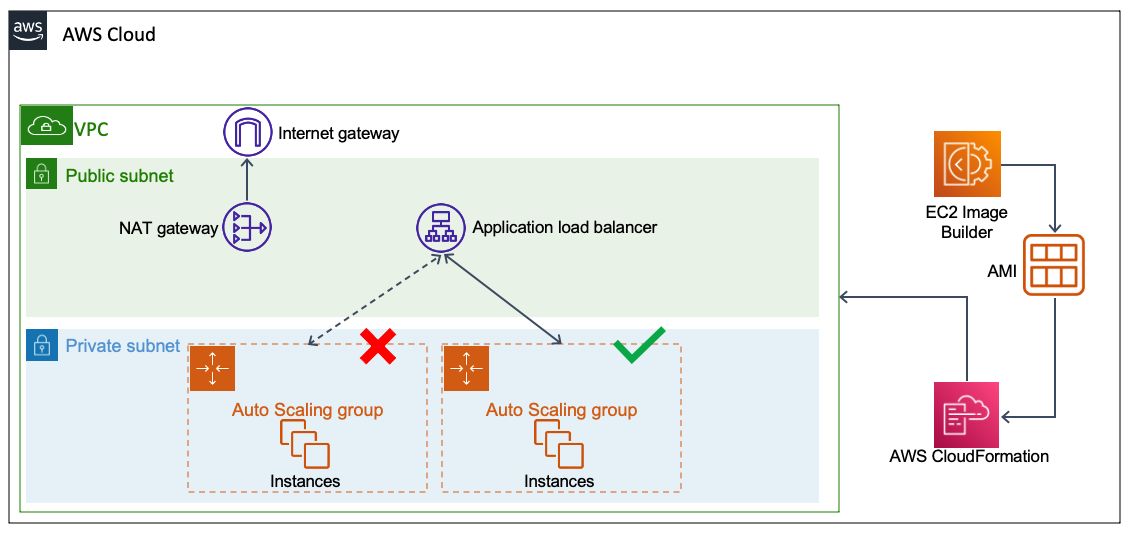 aws
AWS Cloud
VPC
Internet gateway
Public subnet
NAT gateway
Application load balancer
Private subnet
Auto Scaling group
Instances
Auto Scaling group
Instances
EC2 Image
Builder
AMI
AWS CloudFormation